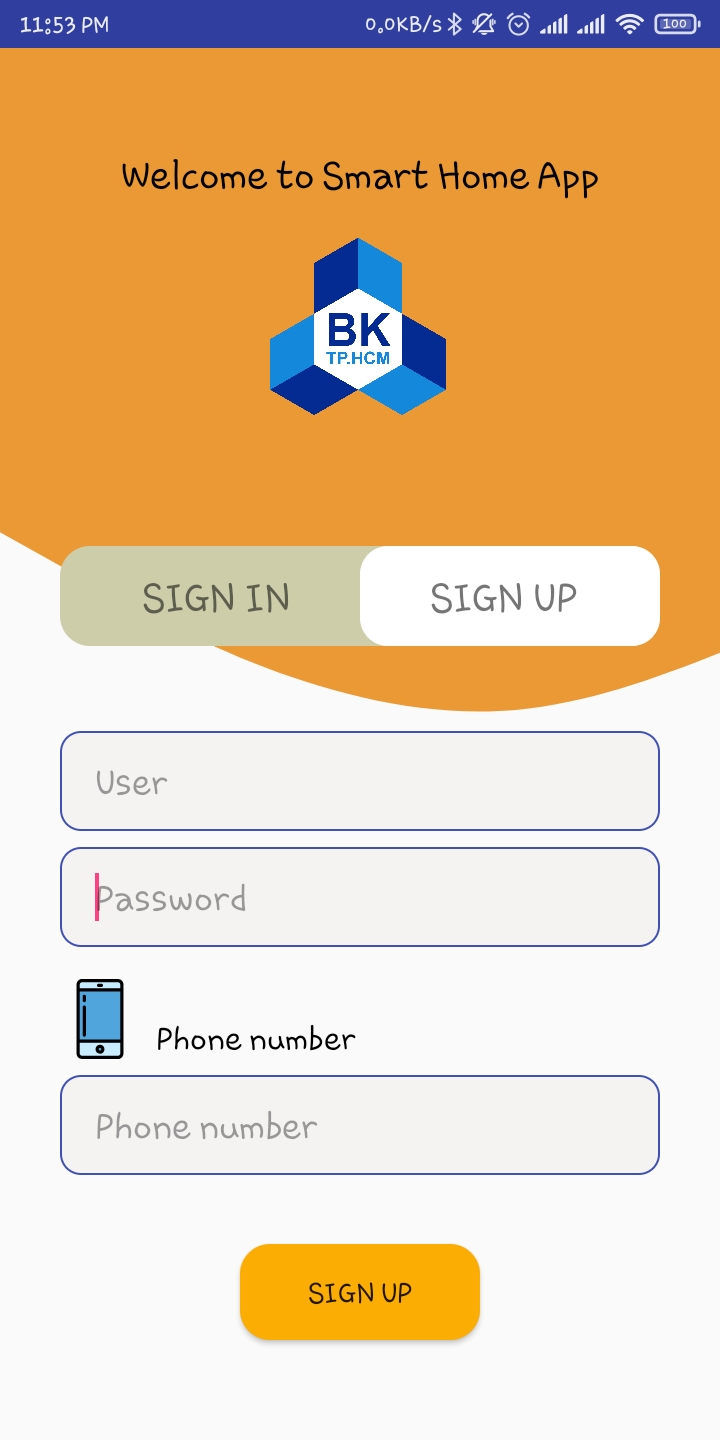 11:53 PM 0.0KB/s 100
Welcome to Smart Home App
BK
TP.HCM
SIGN IN SIGN UP
User
Password
Phone number
Phone number
SIGN UP